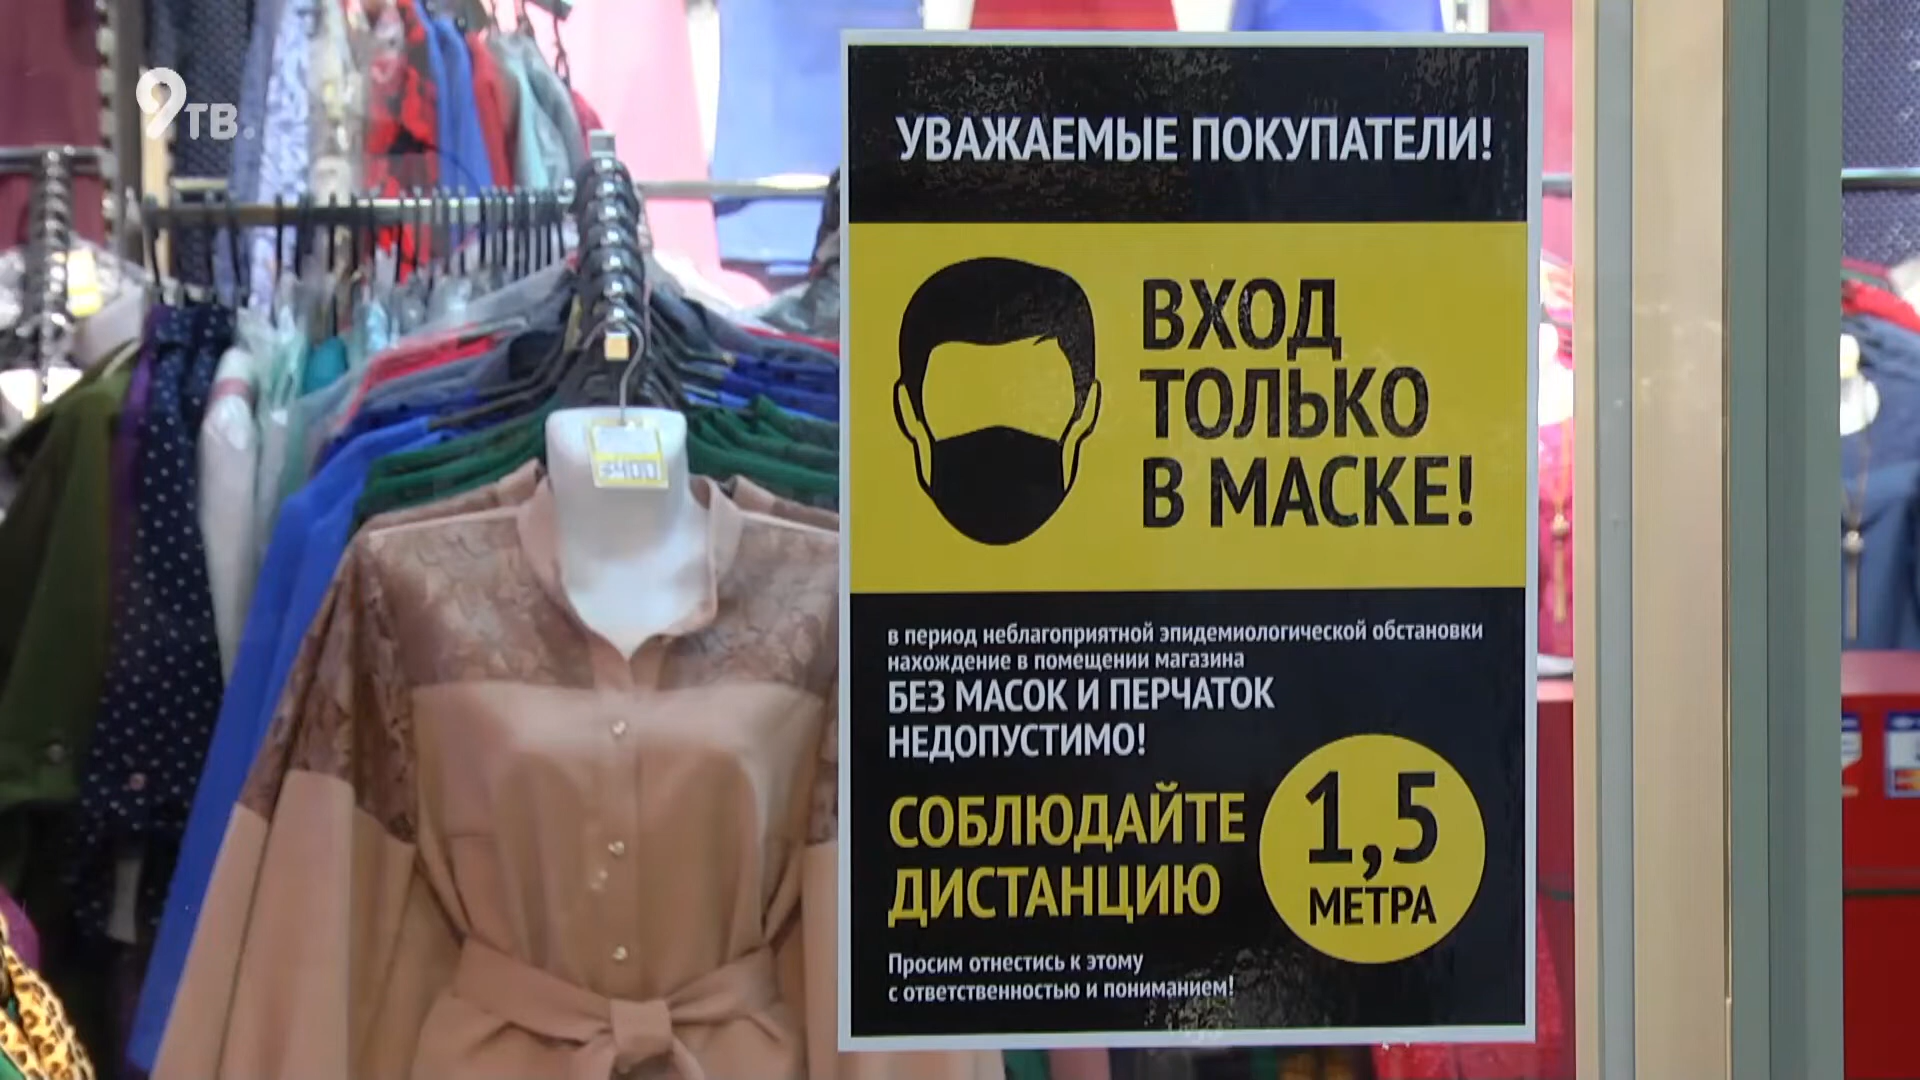 9ТВ.
УВАЖАЕМЫЕ ПОКУПАТЕЛИ!
ВХОД
ТОЛЬКО
В МАСКЕ!
в период неблагоприятной эпидемиологической обстановки
нахождение в помещении магазина
БЕЗ МАСОК И ПЕРЧАТОК
НЕДОПУСТИМО!
СОБЛЮДАЙТЕ
ДИСТАНЦИЮ
1,5
МЕТРА
Просим отнестись к этому
с ответственностью и пониманием!
3400